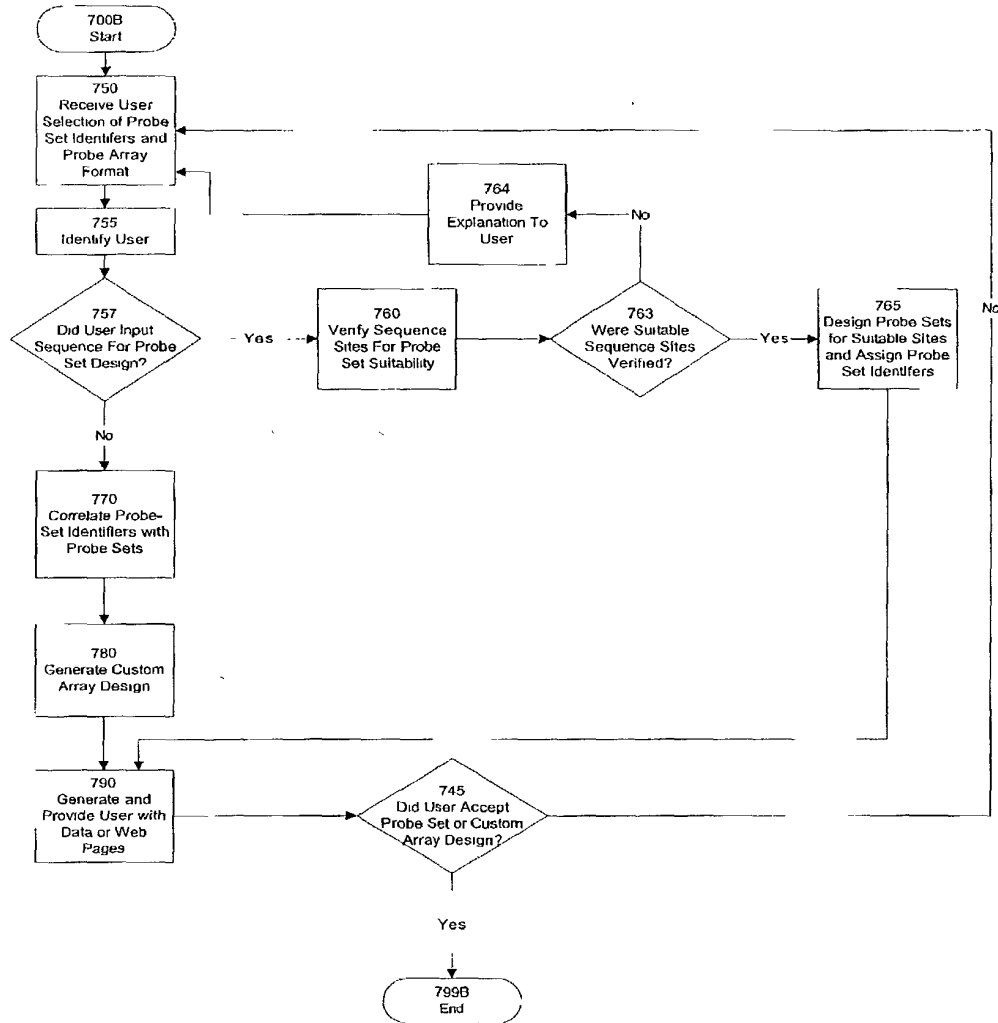 700B
Start
750
Receive User
Selection of Probe
Set Identifers and
Probe Array
Format
764
Provide
Explanation To
User
No
755
Identify User
757
Did User Input
Sequence For Probe
Set Design?
Yes
760
Verify Sequence
Sites For Probe
Set Suitability
763
Were Suitable
Sequence Sites
Verified?
Yes
765
Design Probe Sets
for Suitable Sites
and Assign Probe
Set Identifers
No
No
770
Correlate Probe-
Set Identifiers with
Probe Sets
780
Generate Custom
Array Design
790
Generate and
Provide User with
Data or Web
Pages
745
Did User Accept
Probe Set or Custom
Array Design?
Yes
799B
End